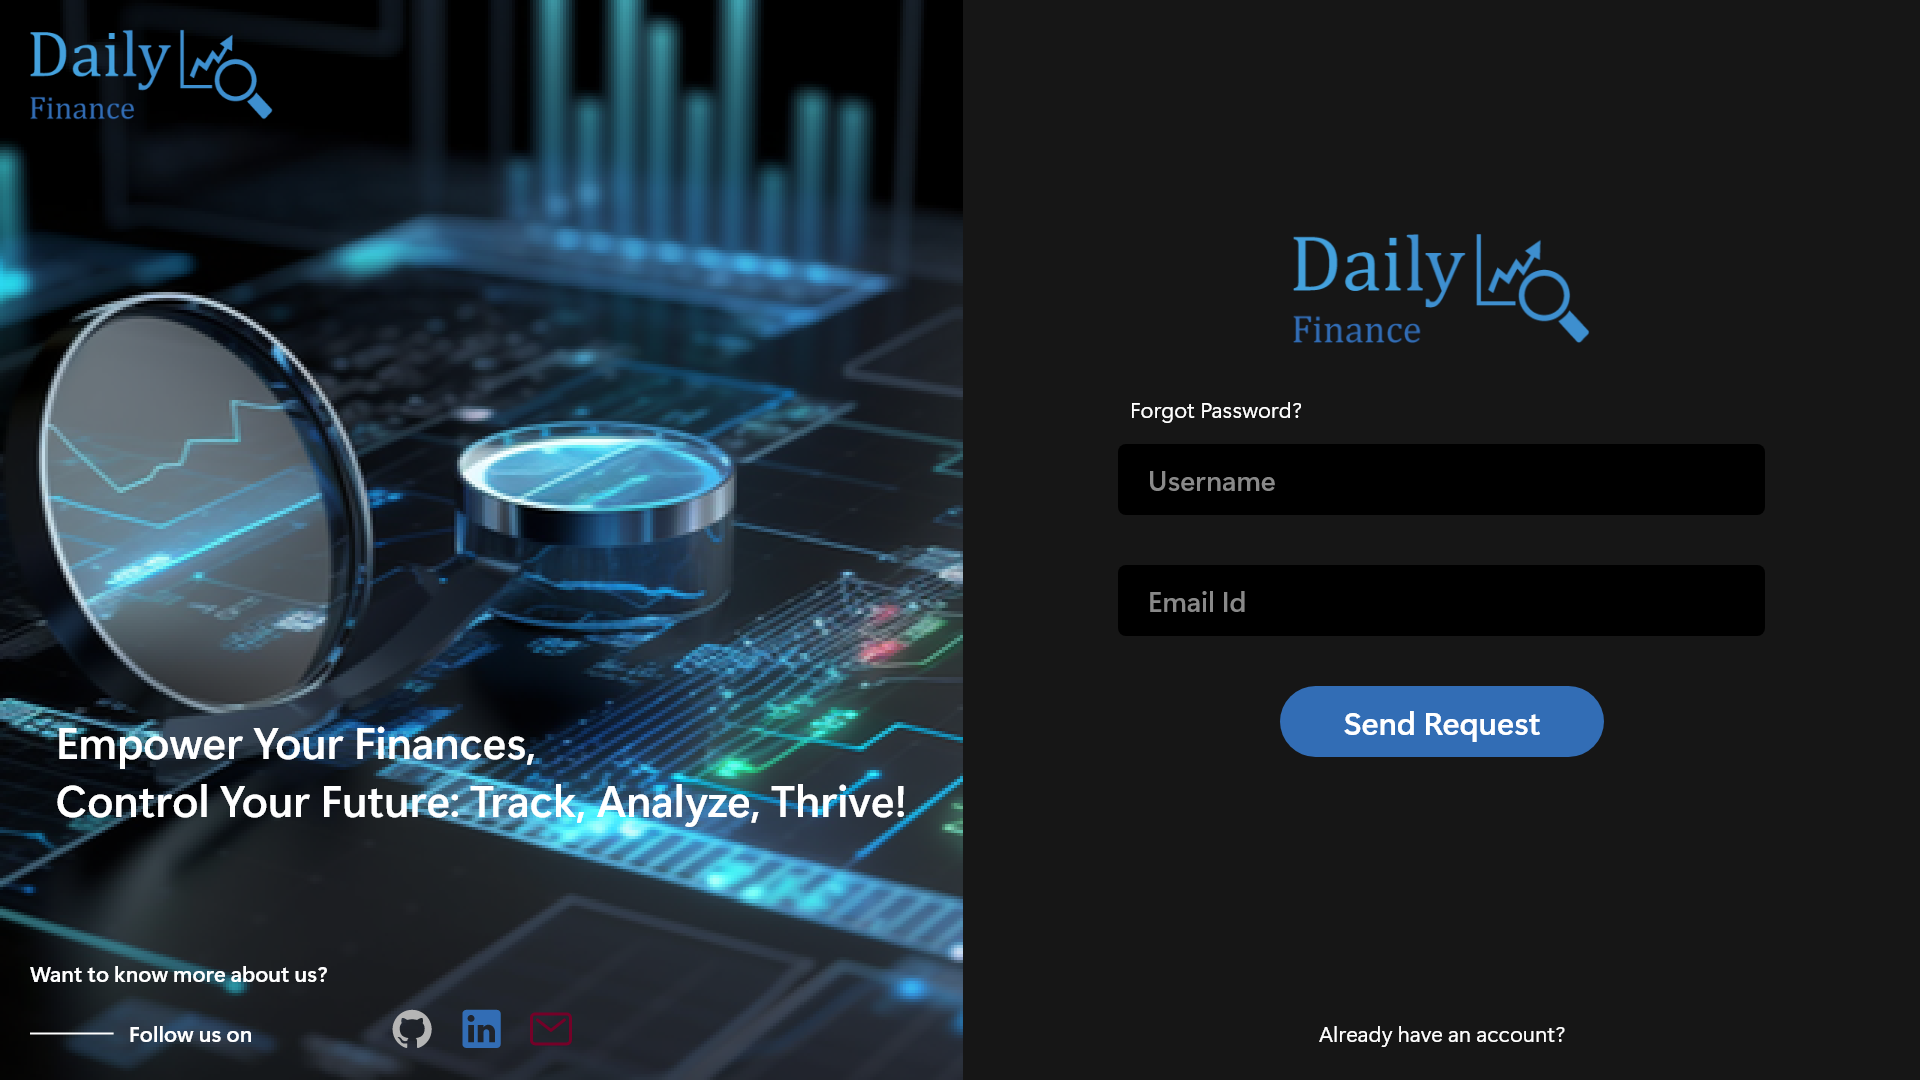 Daily
Finance
Empower Your Finances,
Control Your Future: Track, Analyze, Thrive!
Want to know more about us?
Follow us on
in
Daily
Finance
Forgot Password?
Username
Email Id
Send Request
Already have an account?